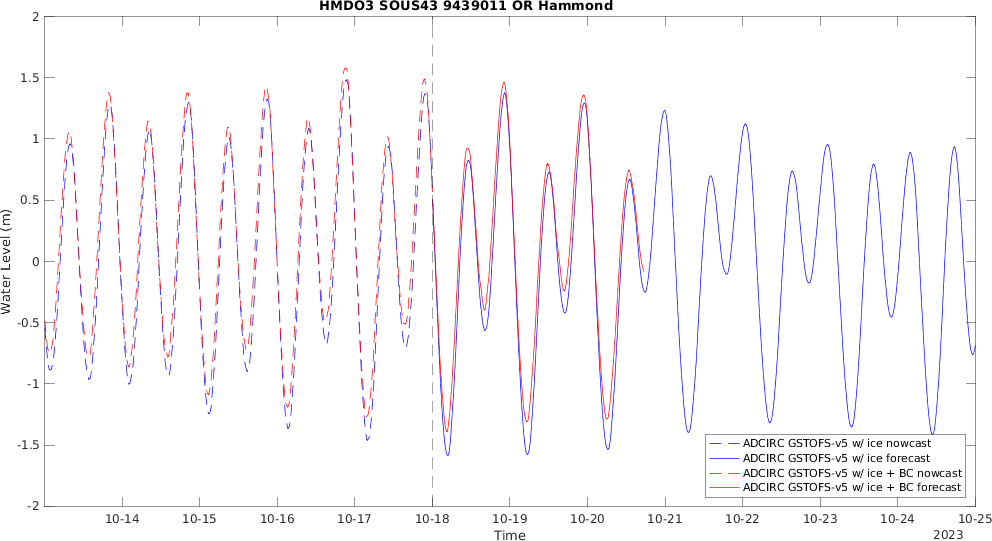 HMDO3 SOUS43 9439011 OR Hammond
2
1.5
1
0.5
0
-0.5
-1
-1.5
-2
Water Level (m)
10-14 10-15 10-16 10-17 10-18 10-19 10-20 10-21 10-22 10-23 10-24 10-25
Time
2023
ADCIRC GSTOFS-v5 w/ ice nowcast
ADCIRC GSTOFS-v5 w/ ice forecast
ADCIRC GSTOFS-v5 w/ ice + BC nowcast
ADCIRC GSTOFS-v5 w/ ice + BC forecast